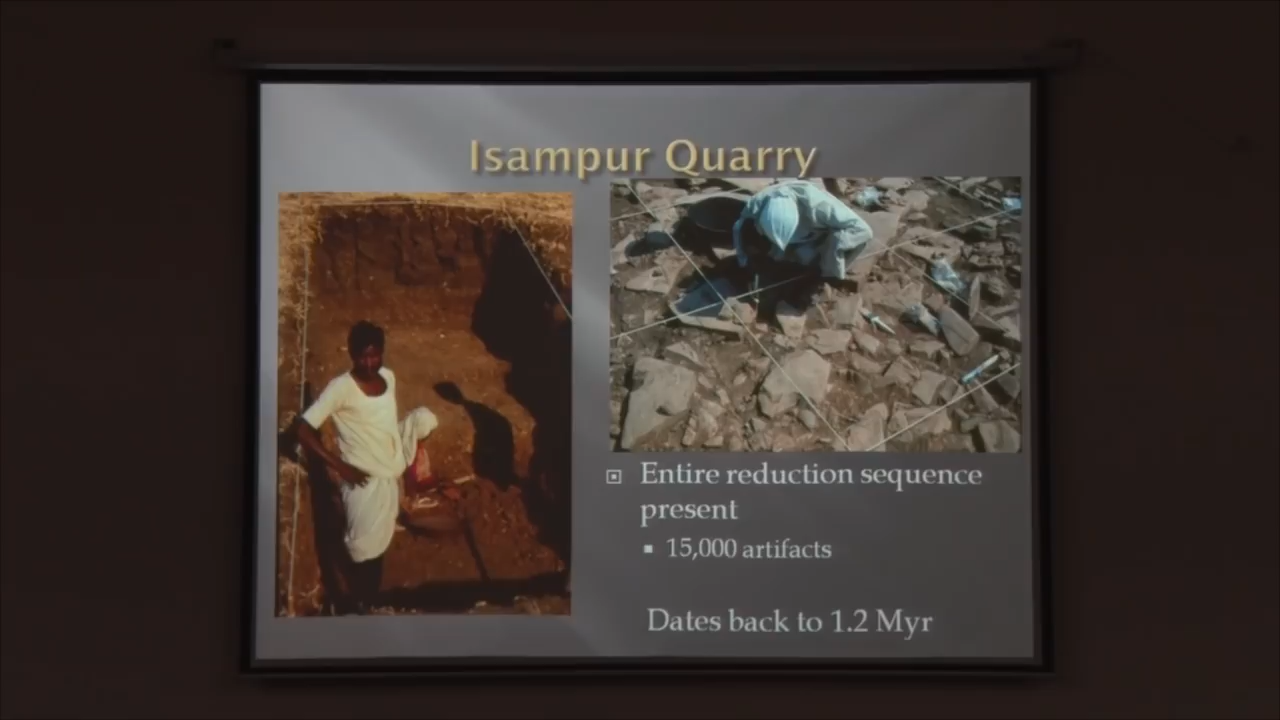 Isampur Quarry
Entire reduction sequence
present
15,000 artifacts
Dates back to 1.2 Myr